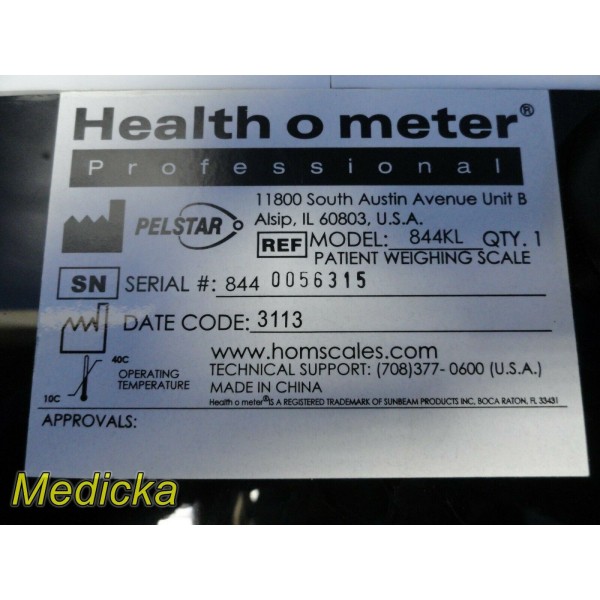 Health o meter®
Professional
PELSTAR
11800 South Austin Avenue Unit B
Alsip, IL 60803, U.S.A.
REF MODEL: 844KL QTY. 1
PATIENT WEIGHING SCALE
SN SERIAL #: 844 0056315
DATE CODE: 3113
www.homscales.com
40C
OPERATING
TEMPERATURE
10C
TECHNICAL SUPPORT: (708)377- 0600 (U.S.A.)
MADE IN CHINA
Health o meter® IS A REGISTERED TRADEMARK OF SUNBEAM PRODUCTS INC, BOCA RATON, FL 33431
APPROVALS:
Medicka